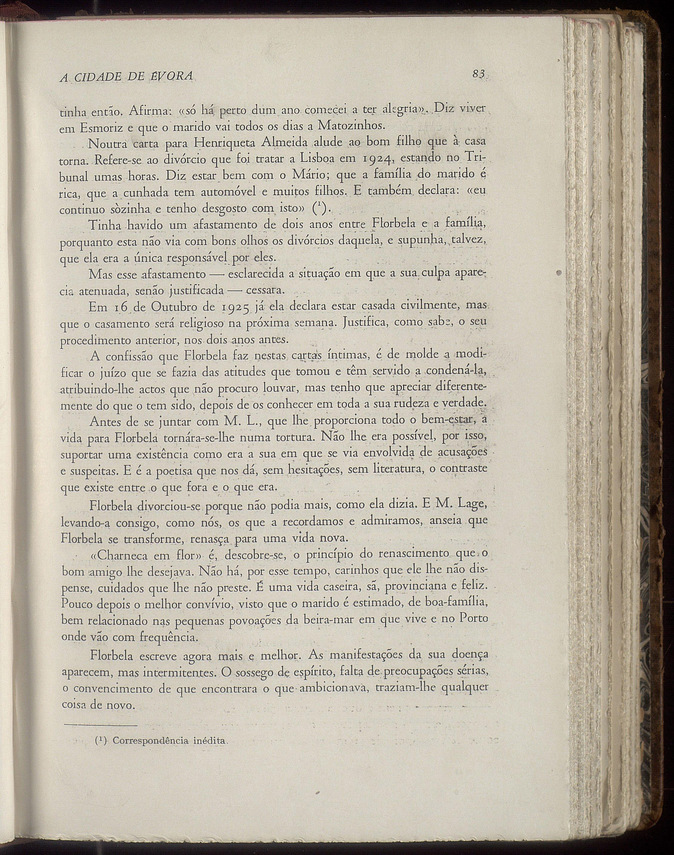 A CIDADE DE ÉVORA 83
tinha então. Afirma: «só há perto dum ano comecei a ter alegria». Diz viver
em Esmoriz e que o marido vai todos os dias a Matozinhos.
Noutra carta para Henriqueta Almeida alude ao bom filho que à casa
torna. Refere-se ao divórcio que foi tratar a Lisboa em 1924, estando no Tri-
bunal umas horas. Diz estar bem com o Mário; que a família do marido é
rica, que a cunhada tem automóvel e muitos filhos. E também declara: «eu
continuo sòzinha e tenho desgosto com isto» (¹).
Tinha havido um afastamento de dois anos entre Florbela e a família,
porquanto esta não via com bons olhos os divórcios daquela, e supunha, talvez,
que ela era a única responsável por eles.
Mas esse afastamento — esclarecida a situação em que a sua culpa apare-
cia atenuada, senão justificada — cessara.
Em 16 de Outubro de 1925 já ela declara estar casada civilmente, mas
que o casamento será religioso na próxima semana. Justifica, como sabe, o seu
procedimento anterior, nos dois anos antes.
A confissão que Florbela faz nestas cartas íntimas, é de molde a modi-
ficar o juízo que se fazia das atitudes que tomou e têm servido a condená-la,
atribuindo-lhe actos que não procuro louvar, mas tenho que apreciar diferente-
mente do que o tem sido, depois de os conhecer em toda a sua rudeza e verdade.
Antes de se juntar com M. L., que lhe proporciona todo o bem-estar, a
vida para Florbela tornára-se-lhe numa tortura. Não lhe era possível, por isso,
suportar uma existência como era a sua em que se via envolvida de acusações
e suspeitas. E é a poetisa que nos dá, sem hesitações, sem literatura, o contraste
que existe entre o que fora e o que era.
Florbela divorciou-se porque não podia mais, como ela dizia. E M. Lage,
levando-a consigo, como nós, os que a recordamos e admiramos, anseia que
Florbela se transforme, renasça para uma vida nova.
«Charneca em flor» é, descobre-se, o princípio do renascimento que o
bom amigo lhe desejava. Não há, por esse tempo, carinhos que ele lhe não dis-
pense, cuidados que lhe não preste. É uma vida caseira, sã, provinciana e feliz.
Pouco depois o melhor convívio, visto que o marido é estimado, de boa-família,
bem relacionado nas pequenas povoações da beira-mar em que vive e no Porto
onde vão com frequência.
Florbela escreve agora mais e melhor. As manifestações da sua doença
aparecem, mas intermitentes. O sossego de espírito, falta de preocupações sérias,
o convencimento de que encontrara o que ambicionava, traziam-lhe qualquer
coisa de novo.
(¹) Correspondência inédita